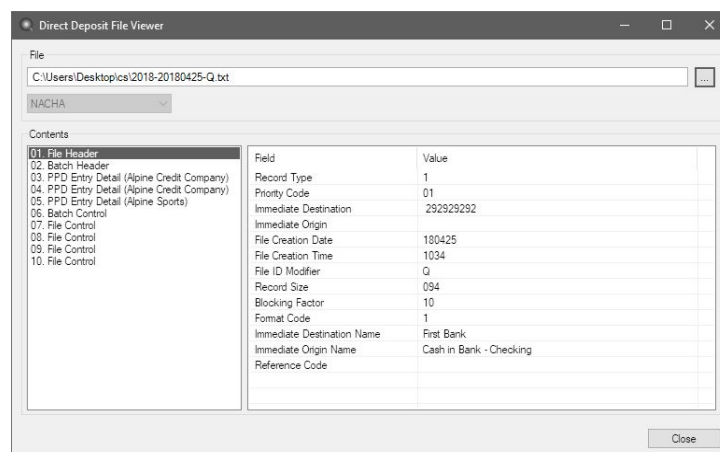 Direct Deposit File Viewer
File
C:\Users\Desktop\cs\2018-20180425-Q.txt
...
NACHA
Contents
01. File Header
02. Batch Header
03. PPD Entry Detail (Alpine Credit Company)
04. PPD Entry Detail (Alpine Credit Company)
05. PPD Entry Detail (Alpine Sports)
06. Batch Control
07. File Control
08. File Control
09. File Control
10. File Control
Field Value
Record Type 1
Priority Code 01
Immediate Destination 292929292
Immediate Origin
File Creation Date 180425
File Creation Time 1034
File ID Modifier Q
Record Size 094
Blocking Factor 10
Format Code 1
Immediate Destination Name First Bank
Immediate Origin Name Cash in Bank - Checking
Reference Code
Close